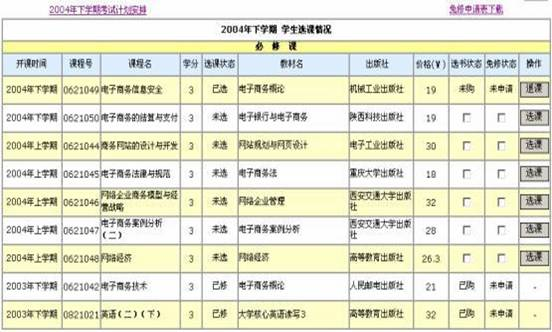 2004年下学期考试计划安排 免修申请表下载
2004年下学期 学生选课情况
必 修 课
开课时间 课程号 课程名 学分 选课状态 教材名 出版社 价格(¥) 选书状态 免修状态 操作
2004年下学期 0621049 电子商务信息安全 3 已选 电子商务概论 机械工业出版社 19 未购 未申请 退课
2004年下学期 0621050 电子商务的结算与支付 3 未选 电子银行与电子商务 陕西科技出版社 19 选课
2004年上学期 0621044 商务网站的设计与开发 3 未选 网站规划与网页设计 电子工业出版社 30 选课
2004年上学期 0621045 电子商务法律与规范 3 未选 电子商务法 重庆大学出版社 18 选课
2004年上学期 0621046 网络企业商务模型与经营战略 3 未选 网络企业管理 西安交通大学出版社 32 选课
2004年上学期 0621047 电子商务案例分析(二) 3 未选 电子商务案例分析 西安交通大学出版社 28 选课
2004年上学期 0621048 网络经济 3 未选 网络经济 高等教育出版社 26.3 选课
2003年下学期 0621042 电子商务技术 3 已修 电子商务概论 人民邮电出版社 21 已购 未申请 -
2003年下学期 0821021 英语(二)(下) 3 已修 大学核心英语读写3 高等教育出版社 32 已购 未申请 -